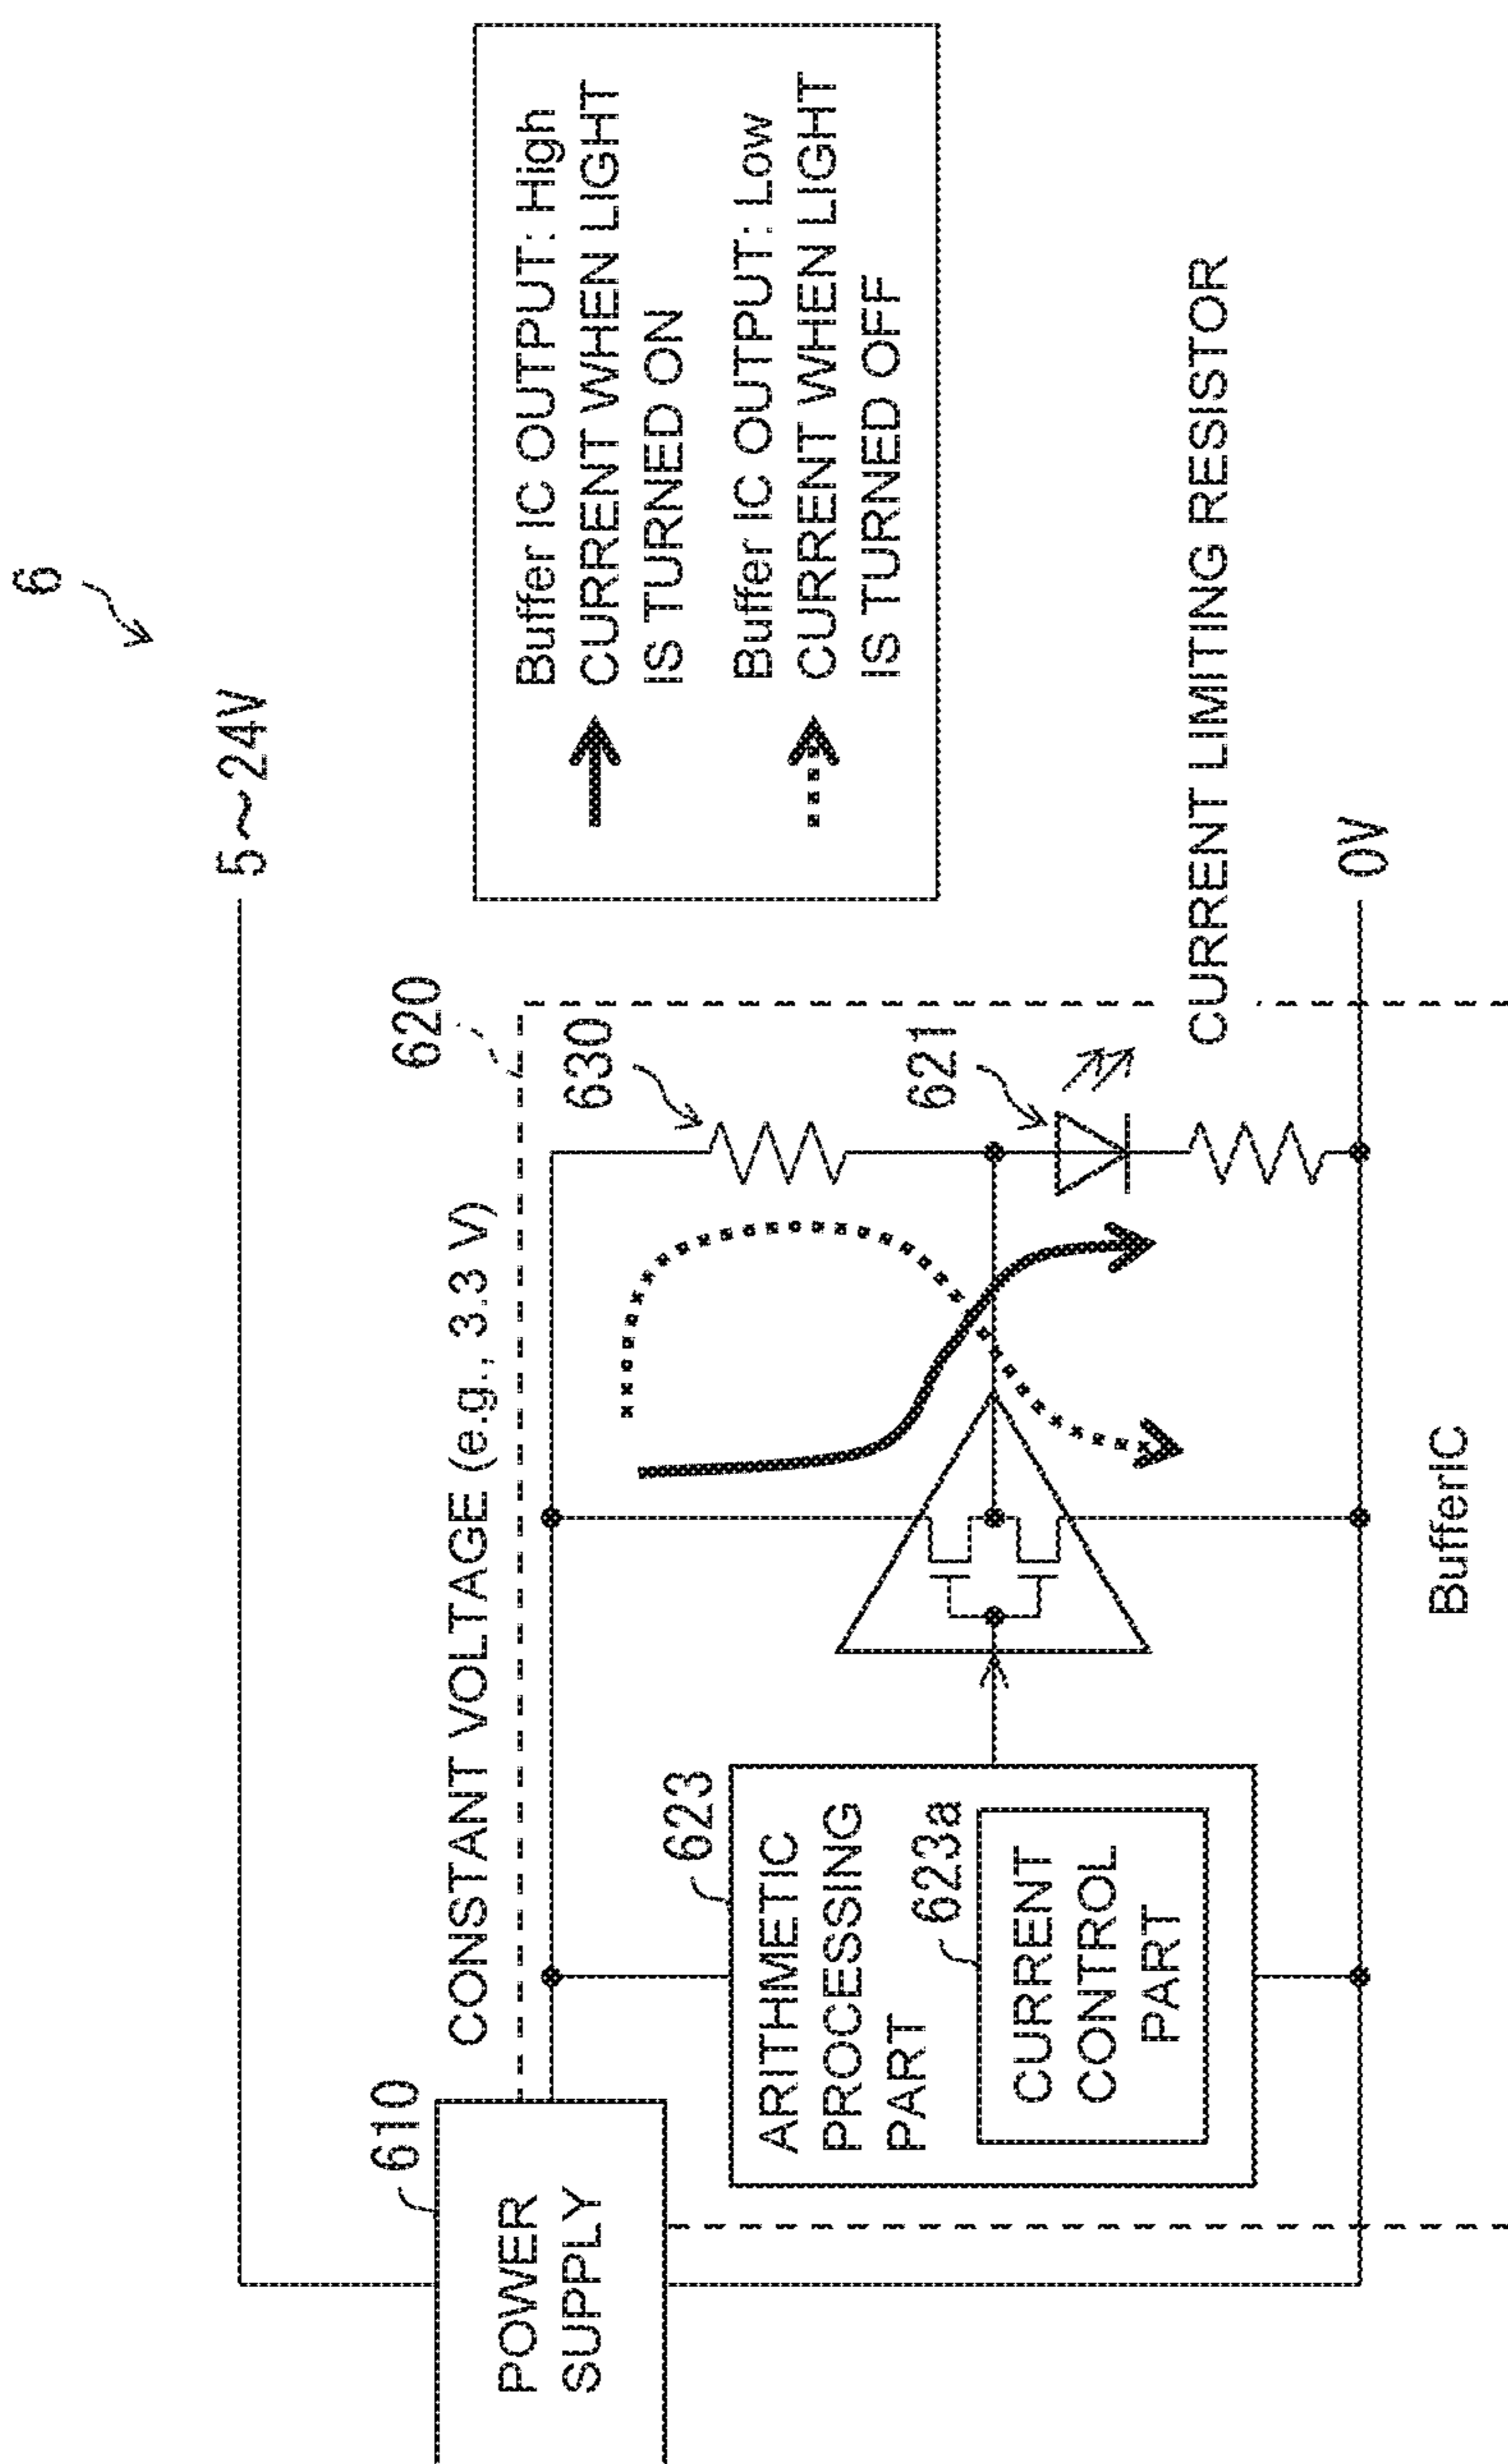 6
5~24V
Buffer IC OUTPUT: High
CURRENT WHEN LIGHT
IS TURNED ON
Buffer IC OUTPUT: Low
CURRENT WHEN LIGHT
IS TURNED OFF
610
POWER
SUPPLY
CONSTANT VOLTAGE (e.g., 3.3 V)
620
623
ARITHMETIC
PROCESSING
PART
623a
CURRENT
CONTROL
PART
630
621
CURRENT LIMITING RESISTOR
0V
BufferIC